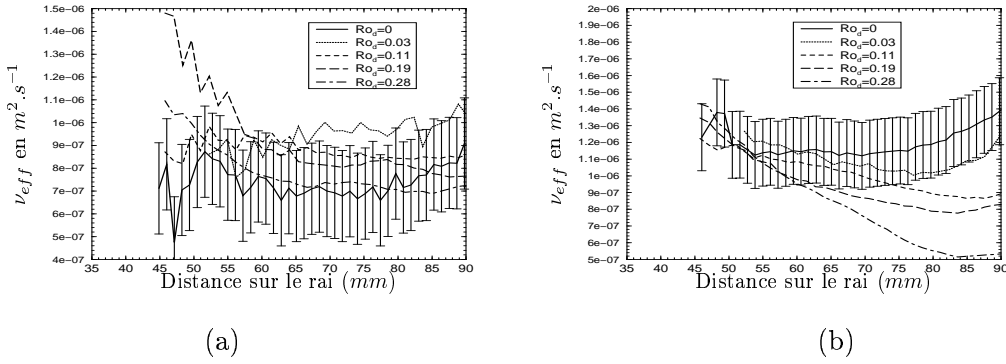 1.5e−06
1.4e−06
1.3e−06
1.2e−06
1.1e−06
1e−06
9e−07
8e−07
7e−07
6e−07
5e−07
4e−07
ν_eff en m².s⁻¹
Ro_d=0
Ro_d=0.03
Ro_d=0.11
Ro_d=0.19
Ro_d=0.28
35 40 45 50 55 60 65 70 75 80 85 90
Distance sur le rai (mm)
(a)
2e−06
1.9e−06
1.8e−06
1.7e−06
1.6e−06
1.5e−06
1.4e−06
1.3e−06
1.2e−06
1.1e−06
1e−06
9e−07
8e−07
7e−07
6e−07
5e−07
ν_eff en m².s⁻¹
Ro_d=0
Ro_d=0.03
Ro_d=0.11
Ro_d=0.19
Ro_d=0.28
35 40 45 50 55 60 65 70 75 80 85 90
Distance sur le rai (mm)
(b)